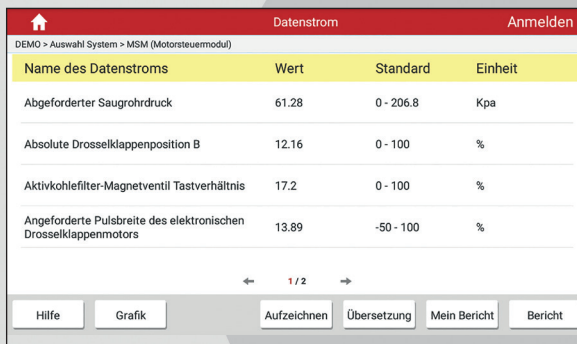 Datenstrom Anmelden
DEMO > Auswahl System > MSM (Motorsteuermodul)
Name des Datenstroms Wert Standard Einheit
Abgeforderter Saugrohrdruck 61.28 0 - 206.8 Kpa
Absolute Drosselklappenposition B 12.16 0 - 100 %
Aktivkohlefilter-Magnetventil Tastverhältnis 17.2 0 - 100 %
Angeforderte Pulsbreite des elektronischen
Drosselklappenmotors 13.89 -50 - 100 %
1 / 2
Hilfe Grafik Aufzeichnen Übersetzung Mein Bericht Bericht